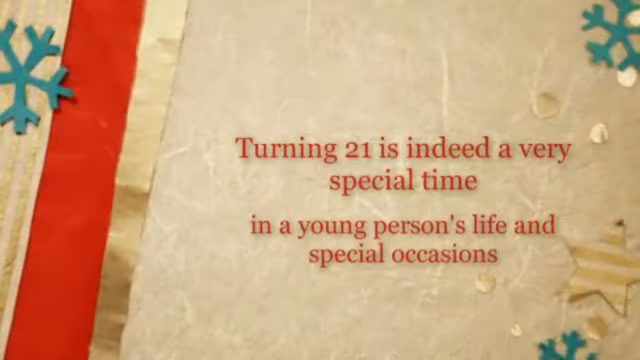 Turning 21 is indeed a very
special time
in a young person's life and
special occasions